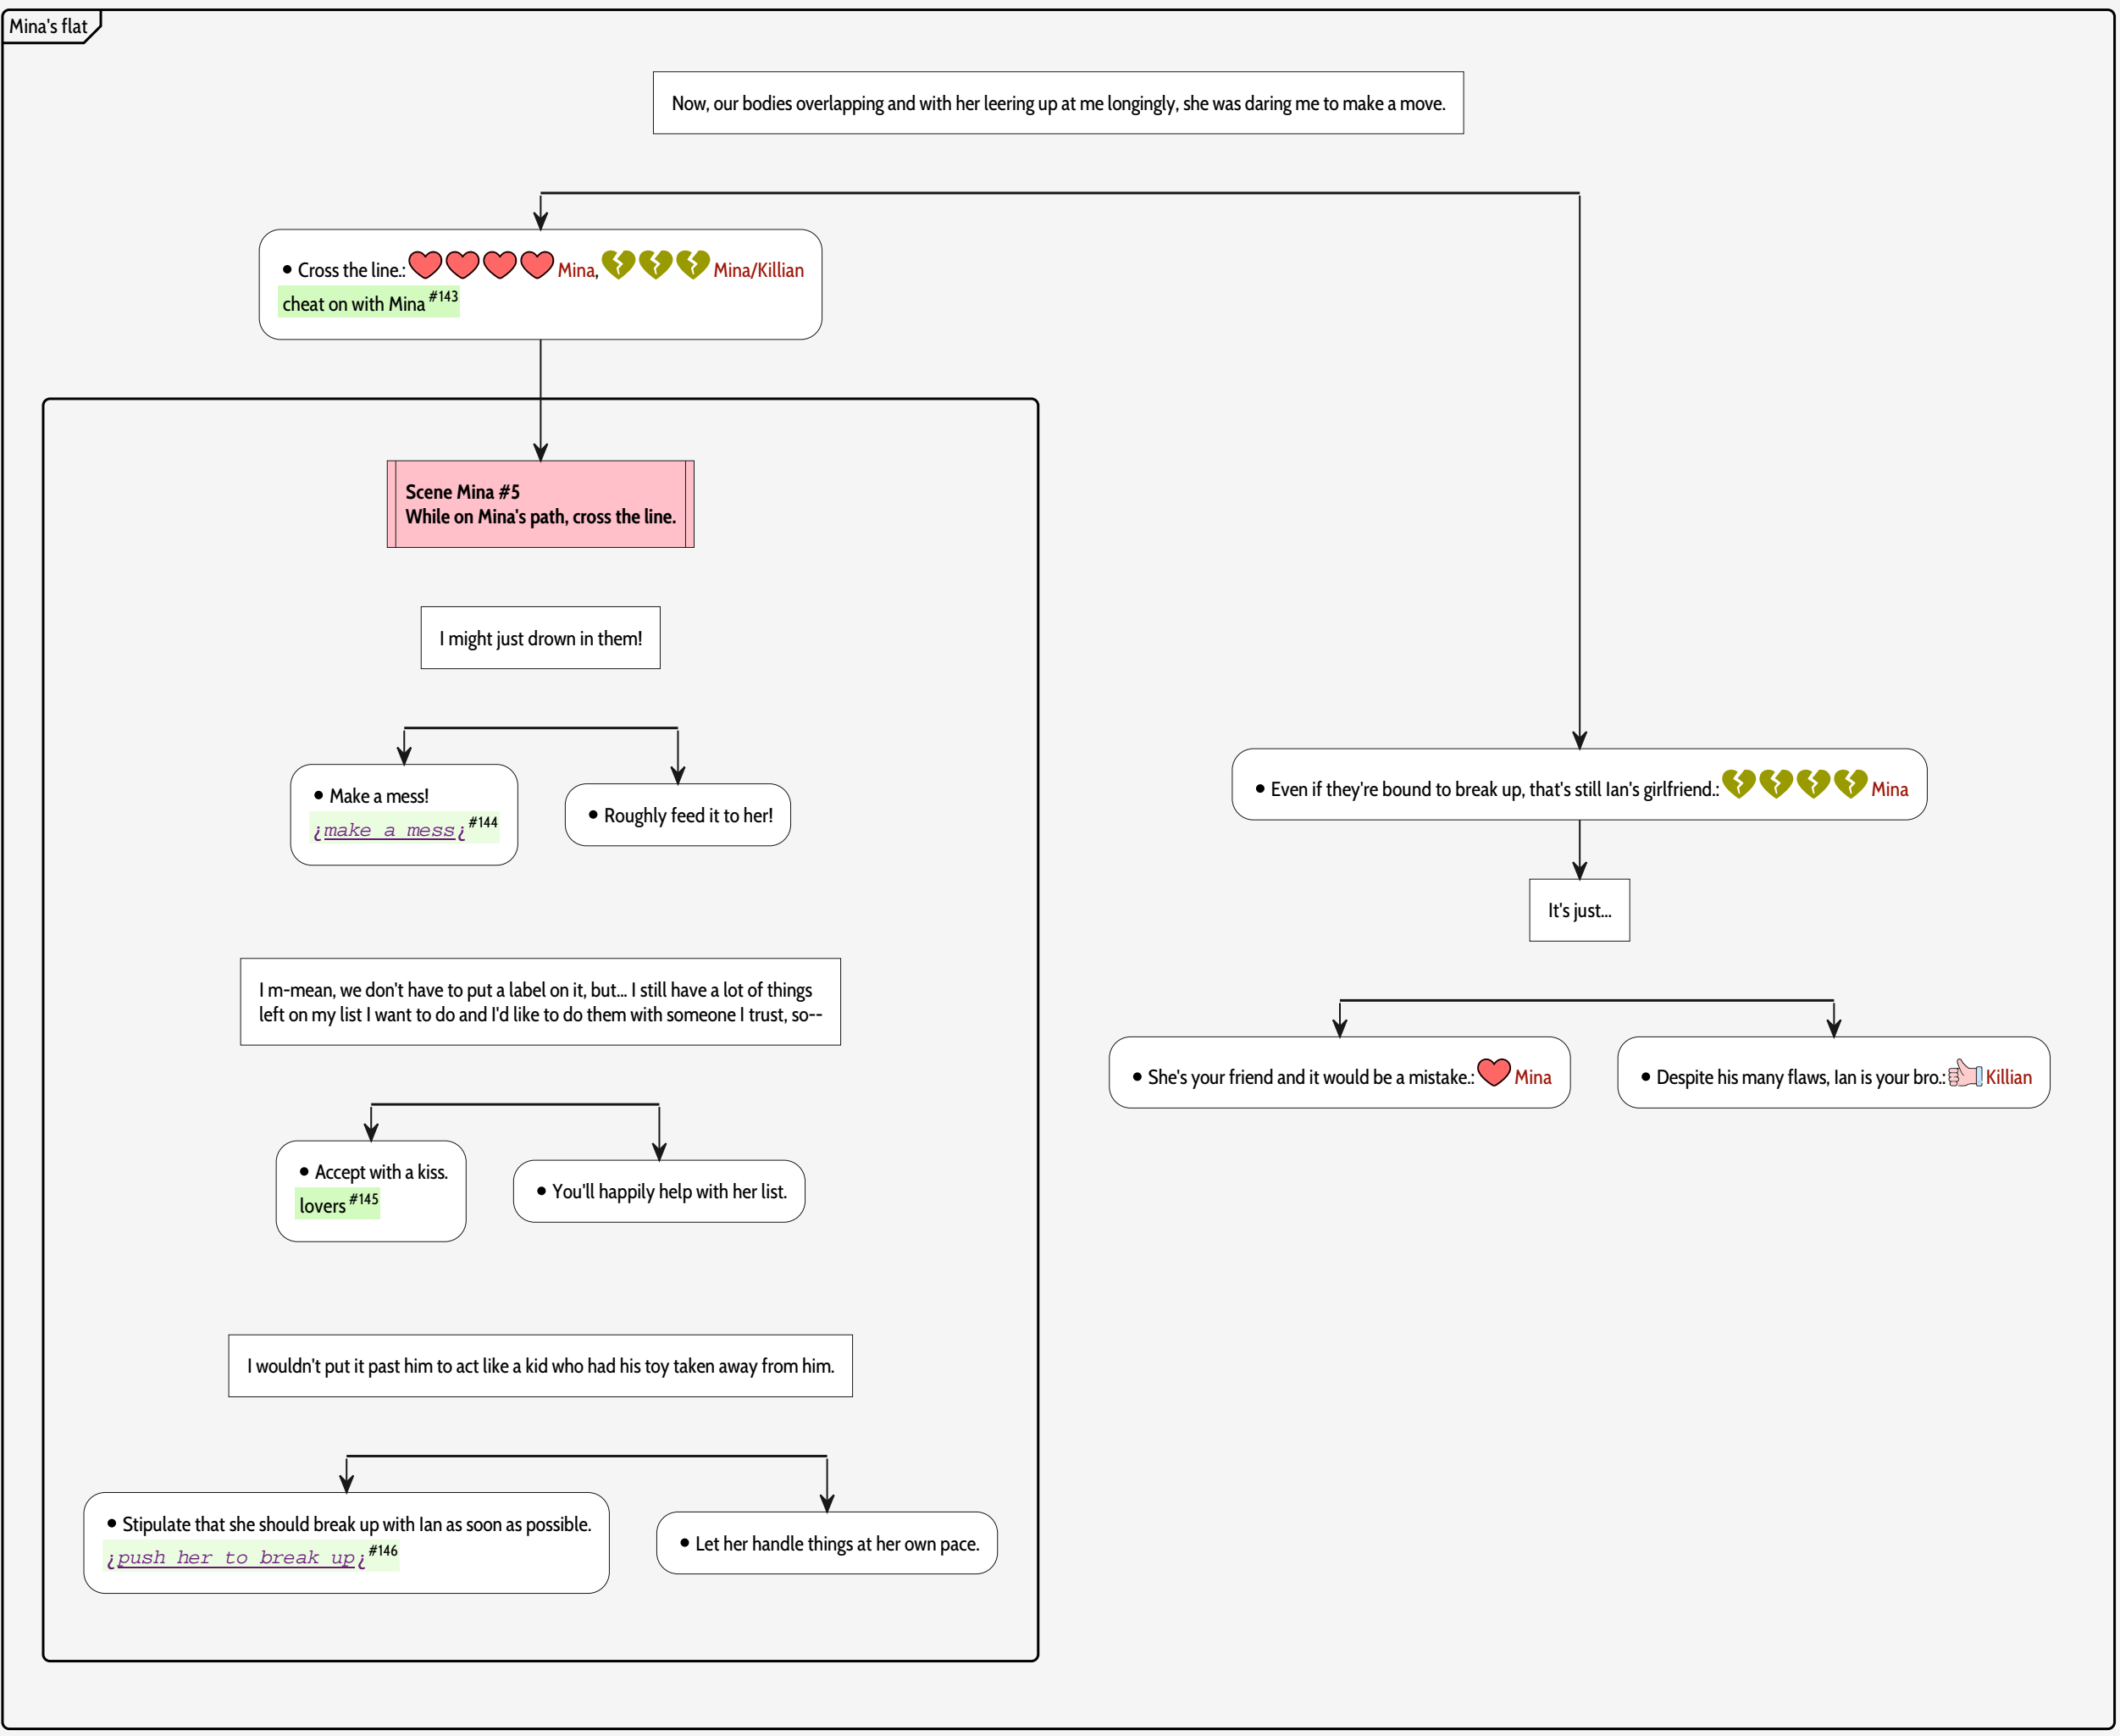 Mina's flat
Now, our bodies overlapping and with her leering up at me longingly, she was daring me to make a move.
• Cross the line.: Mina, Mina/Killian
cheat on with Mina #143
Scene Mina #5
While on Mina's path, cross the line.
I might just drown in them!
• Make a mess!
¿make a mess¿ #144
• Roughly feed it to her!
• Even if they're bound to break up, that's still Ian's girlfriend.: Mina
It's just...
I m-mean, we don't have to put a label on it, but... I still have a lot of things
left on my list I want to do and I'd like to do them with someone I trust, so--
• She's your friend and it would be a mistake.: Mina
• Despite his many flaws, Ian is your bro.: Killian
• Accept with a kiss.
lovers #145
• You'll happily help with her list.
I wouldn't put it past him to act like a kid who had his toy taken away from him.
• Stipulate that she should break up with Ian as soon as possible.
¿push her to break up¿ #146
• Let her handle things at her own pace.